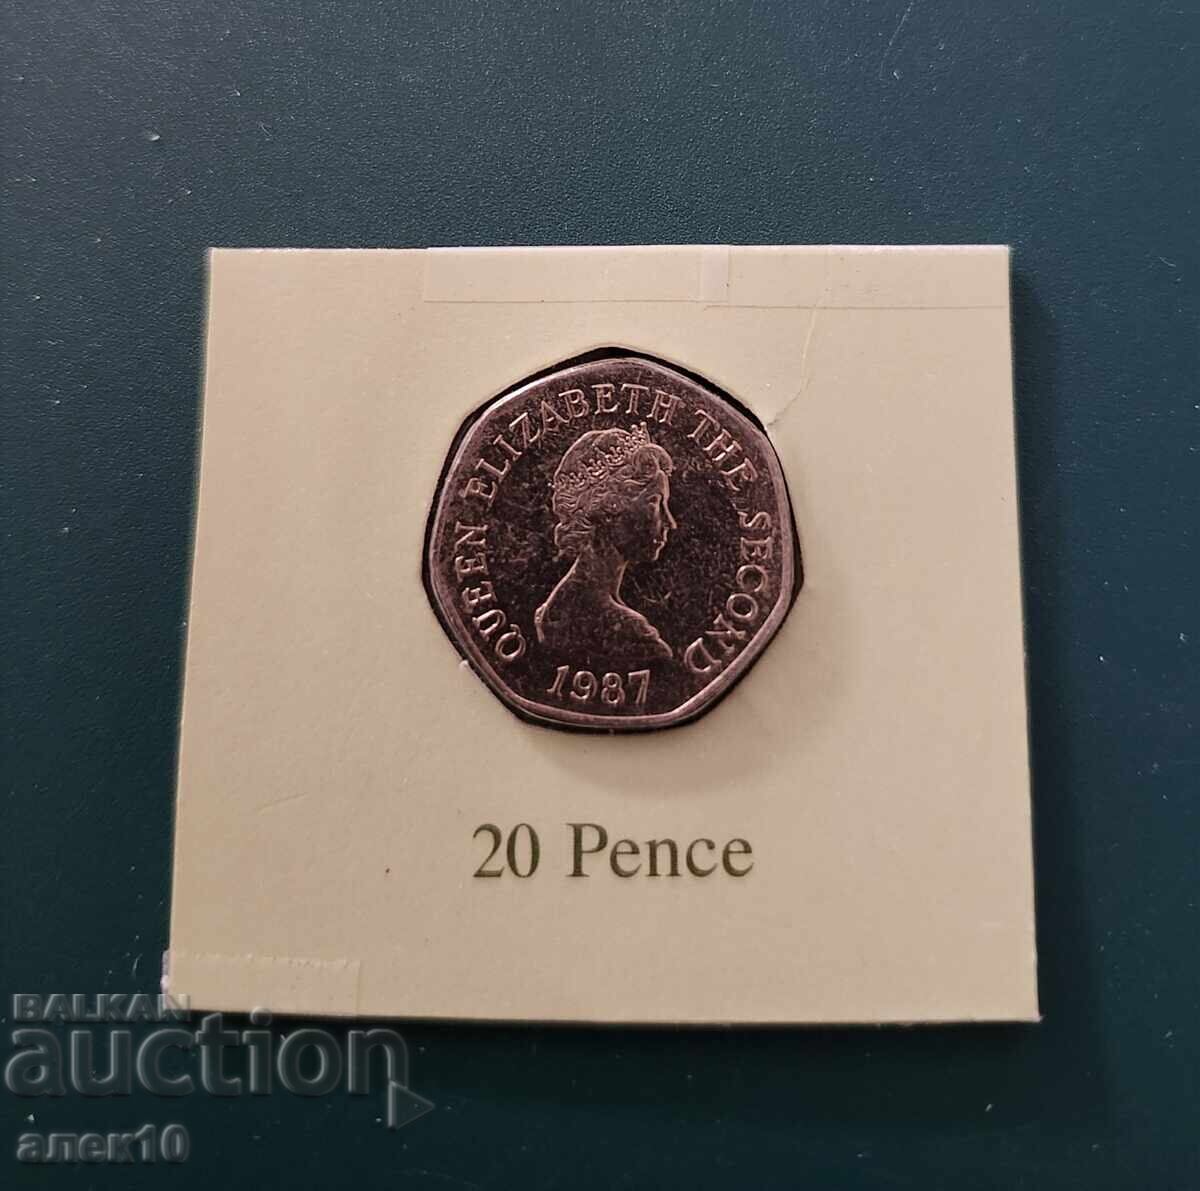 QUEEN ELIZABETH THE SECOND
1987
20 Pence
BALKAN
auction
алек10